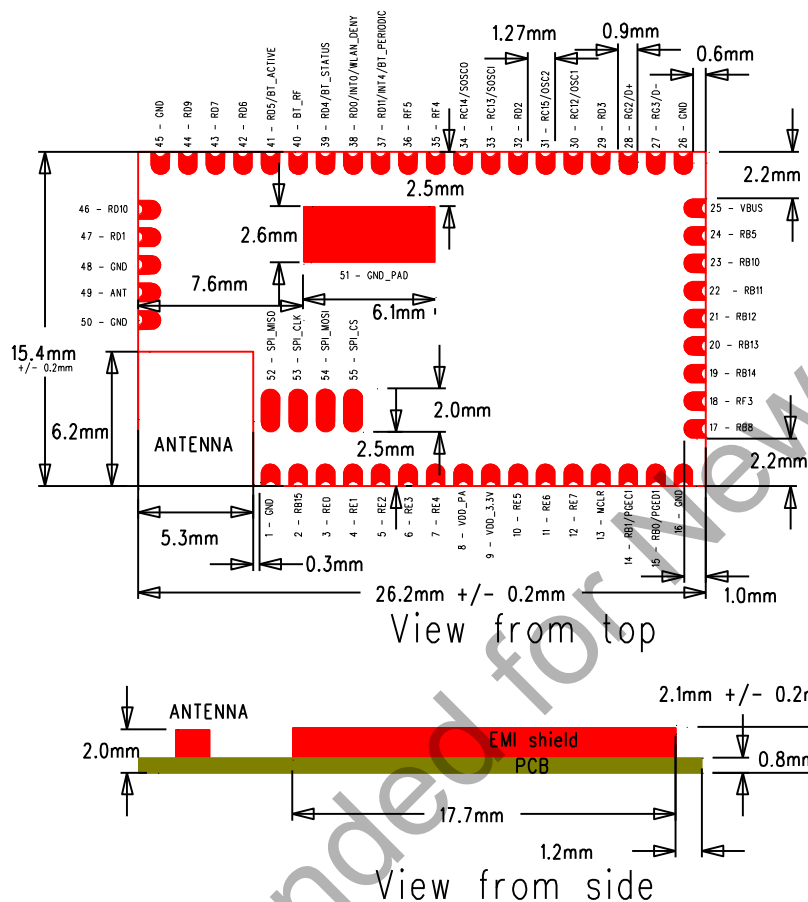 1.27mm
0.9mm
0.6mm
45 - GND
44 - RD9
43 - RD7
42 - RD6
41 - RD5/BT_ACTIVE
40 - BT_RF
39 - RD4/BT_STATUS
38 - RD0/INT0/WLAN_DENY
37 - RD11/INT4/BT_PERIODIC
36 - RF5
35 - RF4
34 - RC14/SOSCO
33 - RC13/SOSCI
32 - RD2
31 - RC15/OSC2
30 - RC12/OSC1
29 - RD3
28 - RG2/D+
27 - RG3/D-
26 - GND
2.5mm
2.2mm
46 - RD10
47 - RD1
48 - GND
49 - ANT
50 - GND
2.6mm
51 - GND_PAD
7.6mm
6.1mm
25 - VBUS
24 - RB5
23 - RB10
22 - RB11
21 - RB12
20 - RB13
19 - RB14
18 - RF3
17 - RB8
15.4mm
+/- 0.2mm
52 - SPI_MISO
53 - SPI_CLK
54 - SPI_MOSI
55 - SPI_CS
6.2mm
ANTENNA
2.0mm
2.5mm
2.2mm
5.3mm
0.3mm
1 - GND
2 - RB15
3 - RE0
4 - RE1
5 - RE2
6 - RE3
7 - RE4
8 - VDD_PA
9 - VDD_3.3V
10 - RE5
11 - RE6
12 - RE7
13 - MCLR
14 - RB1/PGEC1
15 - RB0/PGED1
16 - GND
26.2mm +/- 0.2mm
1.0mm
View from top
2.1mm +/- 0.2m
ANTENNA
2.0mm
EMI shield
PCB
0.8mm
17.7mm
1.2mm
View from side
nded for New